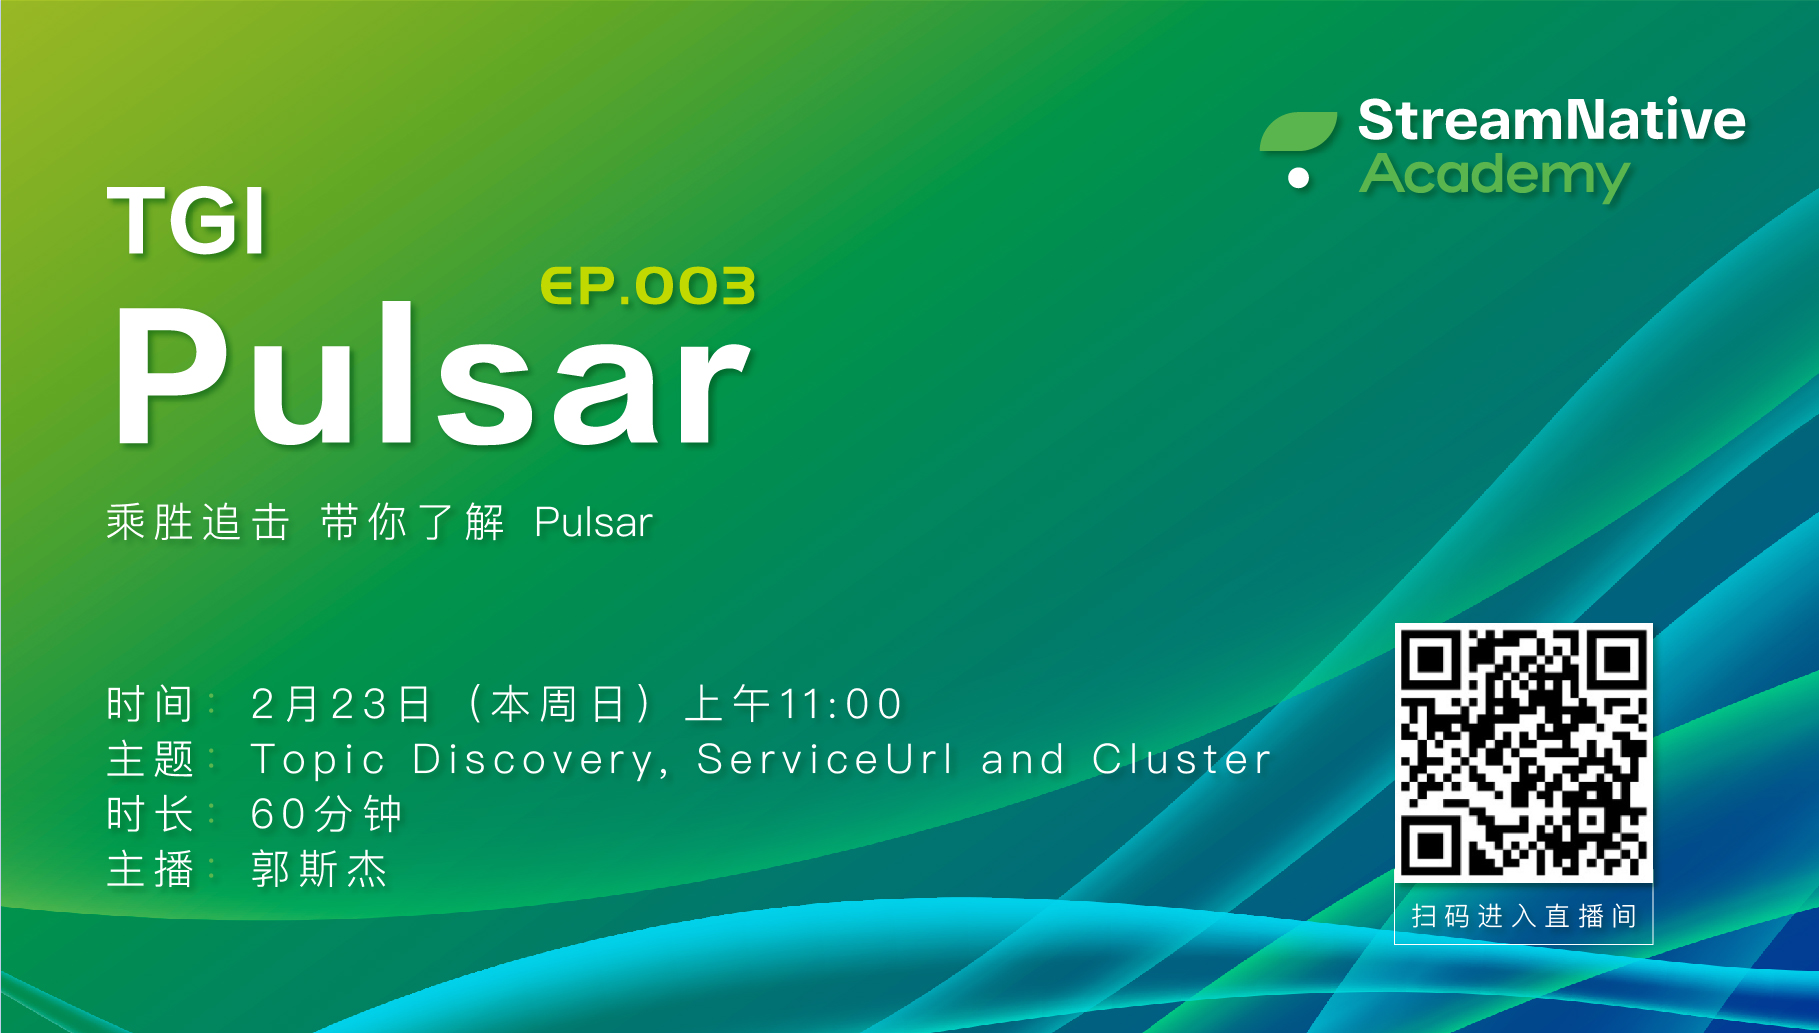 StreamNative
Academy
TGI
EP.003
Pulsar
乘胜追击 带你了解 Pulsar
时间：2月23日（本周日）上午11:00
主题：Topic Discovery, ServiceUrl and Cluster
时长：60分钟
主播：郭斯杰
扫码进入直播间